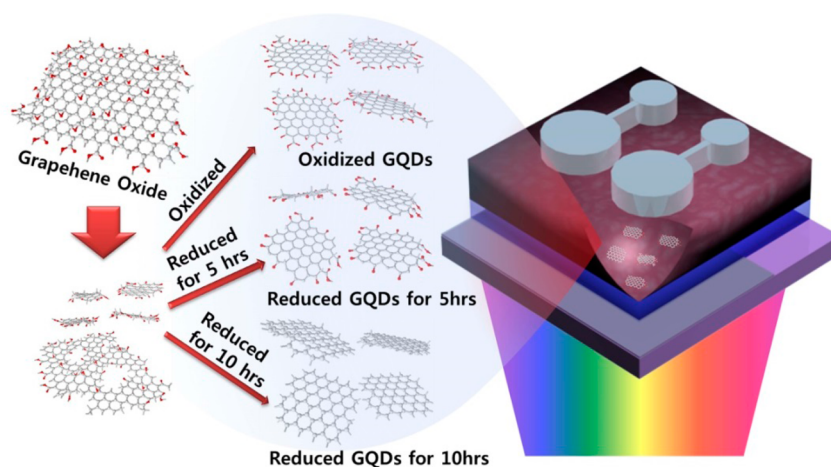 Grapehene Oxide
Oxidized
Oxidized GQDs
Reduced
for 5 hrs
Reduced GQDs for 5hrs
Reduced
for 10 hrs
Reduced GQDs for 10hrs